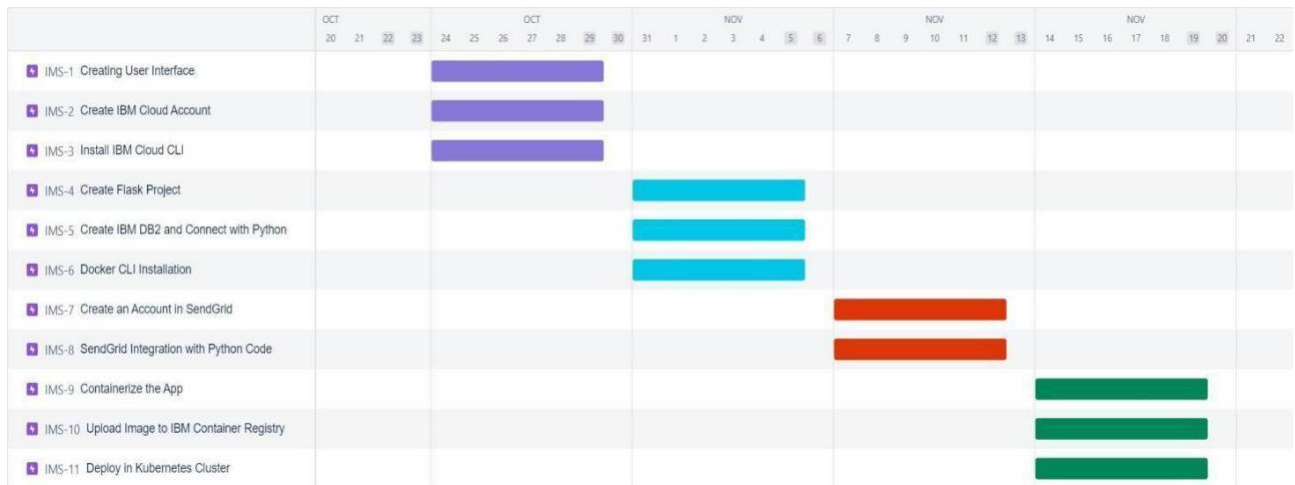 OCT OCT NOV NOV NOV
20 21 22 23 24 25 26 27 28 29 30 31 1 2 3 4 5 6 7 8 9 10 11 12 13 14 15 16 17 18 19 20 21 22
IMS-1 Creating User Interface
IMS-2 Create IBM Cloud Account
IMS-3 Install IBM Cloud CLI
IMS-4 Create Flask Project
IMS-5 Create IBM DB2 and Connect with Python
IMS-6 Docker CLI Installation
IMS-7 Create an Account in SendGrid
IMS-8 SendGrid Integration with Python Code
IMS-9 Containerize the App
IMS-10 Upload Image to IBM Container Registry
IMS-11 Deploy in Kubernetes Cluster